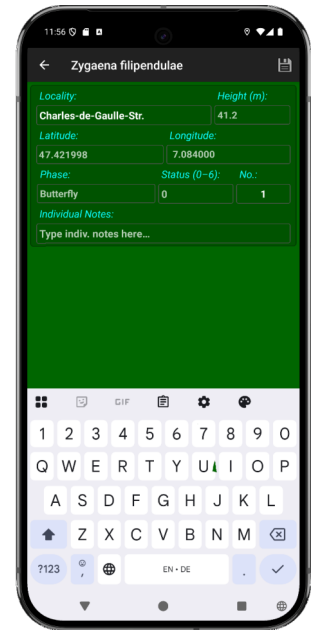 11:56
Zygaena filipendulae
Locality: Height (m):
Charles-de-Gaulle-Str. 41.2
Latitude: Longitude:
47.421998 7.084000
Phase: Status (0–6): No.:
Butterfly 0 1
Individual Notes:
Type indiv. notes here...
GIF
1 2 3 4 5 6 7 8 9 0
Q W E R T Y U I O P
A S D F G H J K L
Z X C V B N M
?123 , EN • DE .